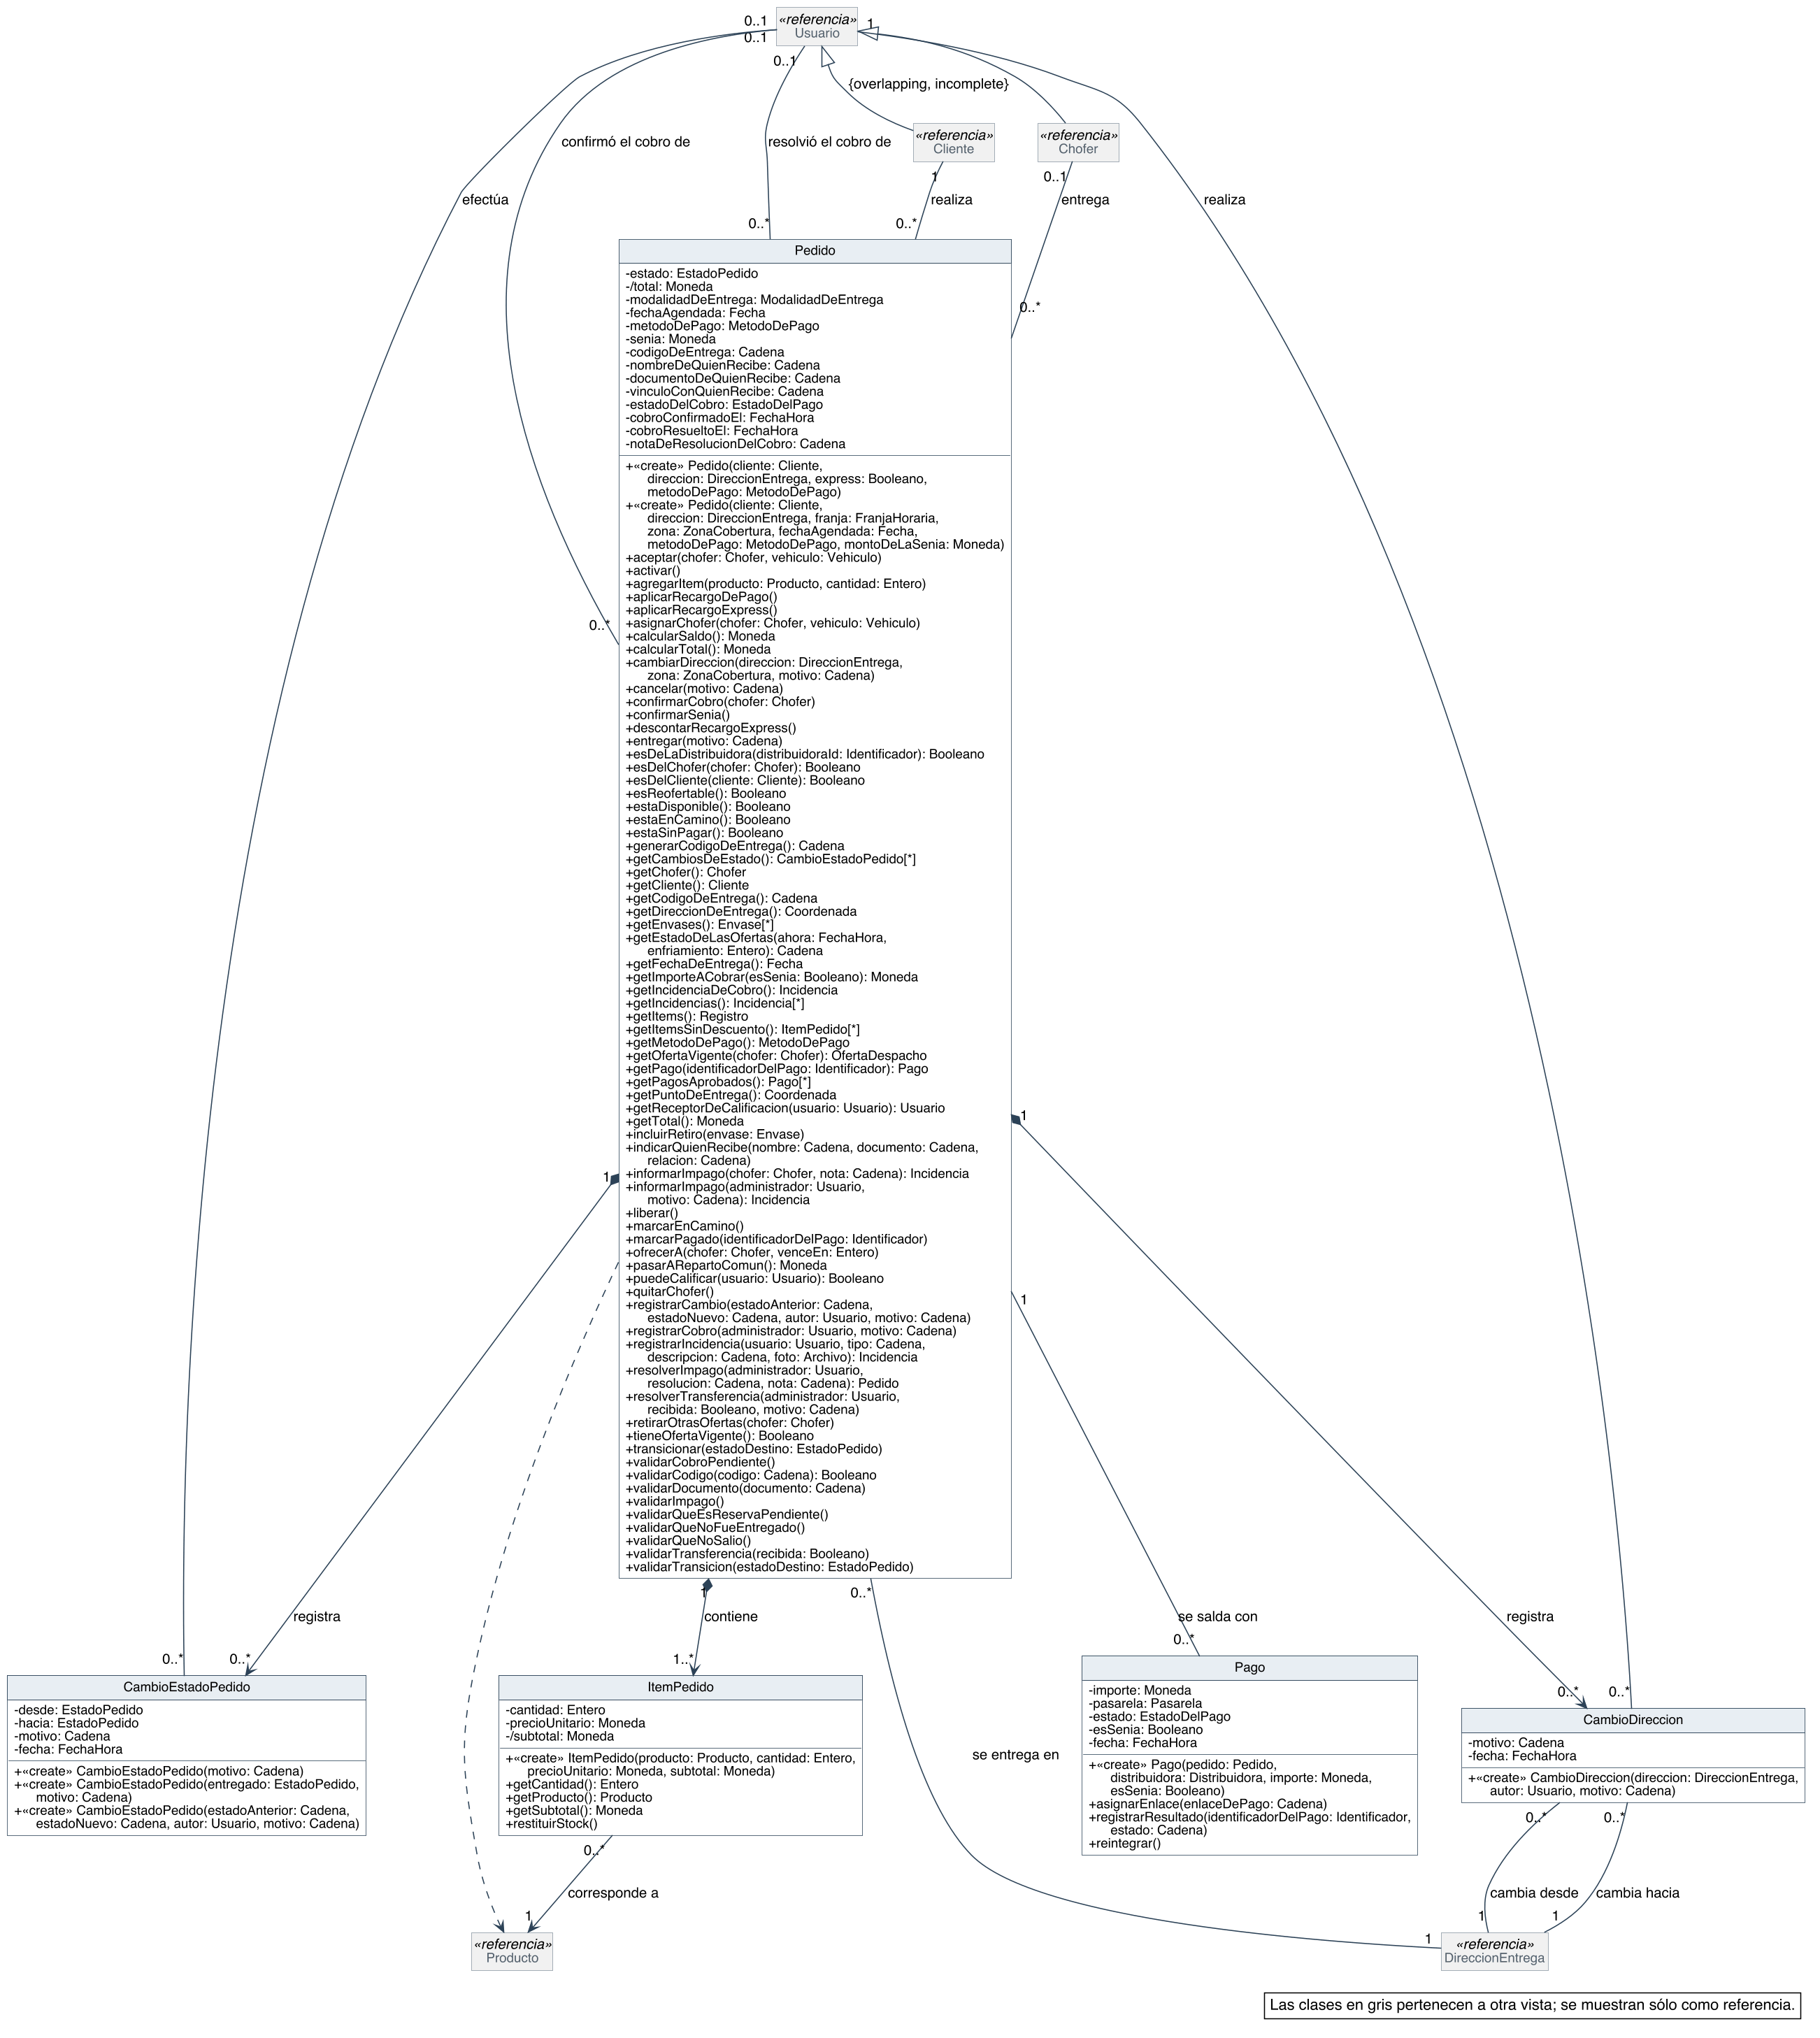 «referencia»
Usuario
0..1
0..1
0..1
1
{overlapping, incomplete}
«referencia»
Cliente
«referencia»
Chofer
confirmó el cobro de
resolvió el cobro de
efectúa
1
realiza
0..1
entrega
realiza
0..*
0..*
0..*
0..*
Pedido
-estado: EstadoPedido
-/total: Moneda
-modalidadDeEntrega: ModalidadDeEntrega
-fechaAgendada: Fecha
-metodoDePago: MetodoDePago
-senia: Moneda
-codigoDeEntrega: Cadena
-nombreDeQuienRecibe: Cadena
-documentoDeQuienRecibe: Cadena
-vinculoConQuienRecibe: Cadena
-estadoDelCobro: EstadoDelPago
-cobroConfirmadoEl: FechaHora
-cobroResueltoEl: FechaHora
-notaDeResolucionDelCobro: Cadena
+«create» Pedido(cliente: Cliente,
direccion: DireccionEntrega, express: Booleano,
metodoDePago: MetodoDePago)
+«create» Pedido(cliente: Cliente,
direccion: DireccionEntrega, franja: FranjaHoraria,
zona: ZonaCobertura, fechaAgendada: Fecha,
metodoDePago: MetodoDePago, montoDeLaSenia: Moneda)
+aceptar(chofer: Chofer, vehiculo: Vehiculo)
+activar()
+agregarItem(producto: Producto, cantidad: Entero)
+aplicarRecargoDePago()
+aplicarRecargoExpress()
+asignarChofer(chofer: Chofer, vehiculo: Vehiculo)
+calcularSaldo(): Moneda
+calcularTotal(): Moneda
+cambiarDireccion(direccion: DireccionEntrega,
zona: ZonaCobertura, motivo: Cadena)
+cancelar(motivo: Cadena)
+confirmarCobro(chofer: Chofer)
+confirmarSenia()
+descontarRecargoExpress()
+entregar(motivo: Cadena)
+esDeLaDistribuidora(distribuidoraId: Identificador): Booleano
+esDelChofer(chofer: Chofer): Booleano
+esDelCliente(cliente: Cliente): Booleano
+esReofertable(): Booleano
+estaDisponible(): Booleano
+estaEnCamino(): Booleano
+estaSinPagar(): Booleano
+generarCodigoDeEntrega(): Cadena
+getCambiosDeEstado(): CambioEstadoPedido[*]
+getChofer(): Chofer
+getCliente(): Cliente
+getCodigoDeEntrega(): Cadena
+getDireccionDeEntrega(): Coordenada
+getEnvases(): Envase[*]
+getEstadoDeLasOfertas(ahora: FechaHora,
enfriamiento: Entero): Cadena
+getFechaDeEntrega(): Fecha
+getImporteACobrar(esSenia: Booleano): Moneda
+getIncidenciaDeCobro(): Incidencia
+getIncidencias(): Incidencia[*]
+getItems(): Registro
+getItemsSinDescuento(): ItemPedido[*]
+getMetodoDePago(): MetodoDePago
+getOfertaVigente(chofer: Chofer): OfertaDespacho
+getPago(identificadorDelPago: Identificador): Pago
+getPagosAprobados(): Pago[*]
+getPuntoDeEntrega(): Coordenada
+getReceptorDeCalificacion(usuario: Usuario): Usuario
+getTotal(): Moneda
+incluirRetiro(envase: Envase)
+indicarQuienRecibe(nombre: Cadena, documento: Cadena,
relacion: Cadena)
+informarImpago(chofer: Chofer, nota: Cadena): Incidencia
+informarImpago(administrador: Usuario,
motivo: Cadena): Incidencia
+liberar()
+marcarEnCamino()
+marcarPagado(identificadorDelPago: Identificador)
+ofrecerA(chofer: Chofer, venceEn: Entero)
+pasarARepartoComun(): Moneda
+puedeCalificar(usuario: Usuario): Booleano
+quitarChofer()
+registrarCambio(estadoAnterior: Cadena,
estadoNuevo: Cadena, autor: Usuario, motivo: Cadena)
+registrarCobro(administrador: Usuario, motivo: Cadena)
+registrarIncidencia(usuario: Usuario, tipo: Cadena,
descripcion: Cadena, foto: Archivo): Incidencia
+resolverImpago(administrador: Usuario,
resolucion: Cadena, nota: Cadena): Pedido
+resolverTransferencia(administrador: Usuario,
recibida: Booleano, motivo: Cadena)
+retirarOtrasOfertas(chofer: Chofer)
+tieneOfertaVigente(): Booleano
+transicionar(estadoDestino: EstadoPedido)
+validarCobroPendiente()
+validarCodigo(codigo: Cadena): Booleano
+validarDocumento(documento: Cadena)
+validarImpago()
+validarQueEsReservaPendiente()
+validarQueNoFueEntregado()
+validarQueNoSalio()
+validarTransferencia(recibida: Booleano)
+validarTransicion(estadoDestino: EstadoPedido)
1
1
1
1
0..*
registra
contiene
se salda con
registra
0..*
0..*
1..*
0..*
0..*
0..*
CambioEstadoPedido
-desde: EstadoPedido
-hacia: EstadoPedido
-motivo: Cadena
-fecha: FechaHora
+«create» CambioEstadoPedido(motivo: Cadena)
+«create» CambioEstadoPedido(entregado: EstadoPedido,
motivo: Cadena)
+«create» CambioEstadoPedido(estadoAnterior: Cadena,
estadoNuevo: Cadena, autor: Usuario, motivo: Cadena)
ItemPedido
-cantidad: Entero
-precioUnitario: Moneda
-/subtotal: Moneda
+«create» ItemPedido(producto: Producto, cantidad: Entero,
precioUnitario: Moneda, subtotal: Moneda)
+getCantidad(): Entero
+getProducto(): Producto
+getSubtotal(): Moneda
+restituirStock()
se entrega en
Pago
-importe: Moneda
-pasarela: Pasarela
-estado: EstadoDelPago
-esSenia: Booleano
-fecha: FechaHora
+«create» Pago(pedido: Pedido,
distribuidora: Distribuidora, importe: Moneda,
esSenia: Booleano)
+asignarEnlace(enlaceDePago: Cadena)
+registrarResultado(identificadorDelPago: Identificador,
estado: Cadena)
+reintegrar()
CambioDireccion
-motivo: Cadena
-fecha: FechaHora
+«create» CambioDireccion(direccion: DireccionEntrega,
autor: Usuario, motivo: Cadena)
0..*
0..*
0..*
corresponde a
cambia desde
cambia hacia
1
1
1
1
«referencia»
Producto
«referencia»
DireccionEntrega
Las clases en gris pertenecen a otra vista; se muestran sólo como referencia.